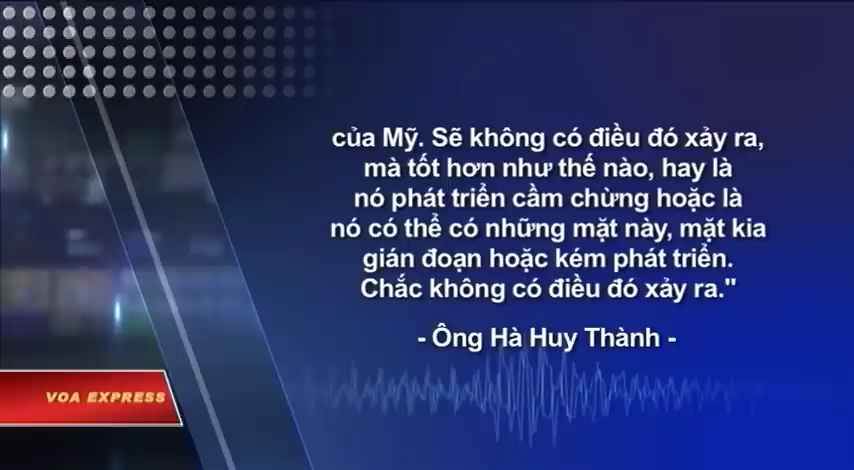 của Mỹ. Sẽ không có điều đó xảy ra,
mà tốt hơn như thế nào, hay là
nó phát triển cầm chừng hoặc là
nó có thể có những mặt này, mặt kia
gián đoạn hoặc kém phát triển.
Chắc không có điều đó xảy ra."
- Ông Hà Huy Thành -
VOA EXPRESS